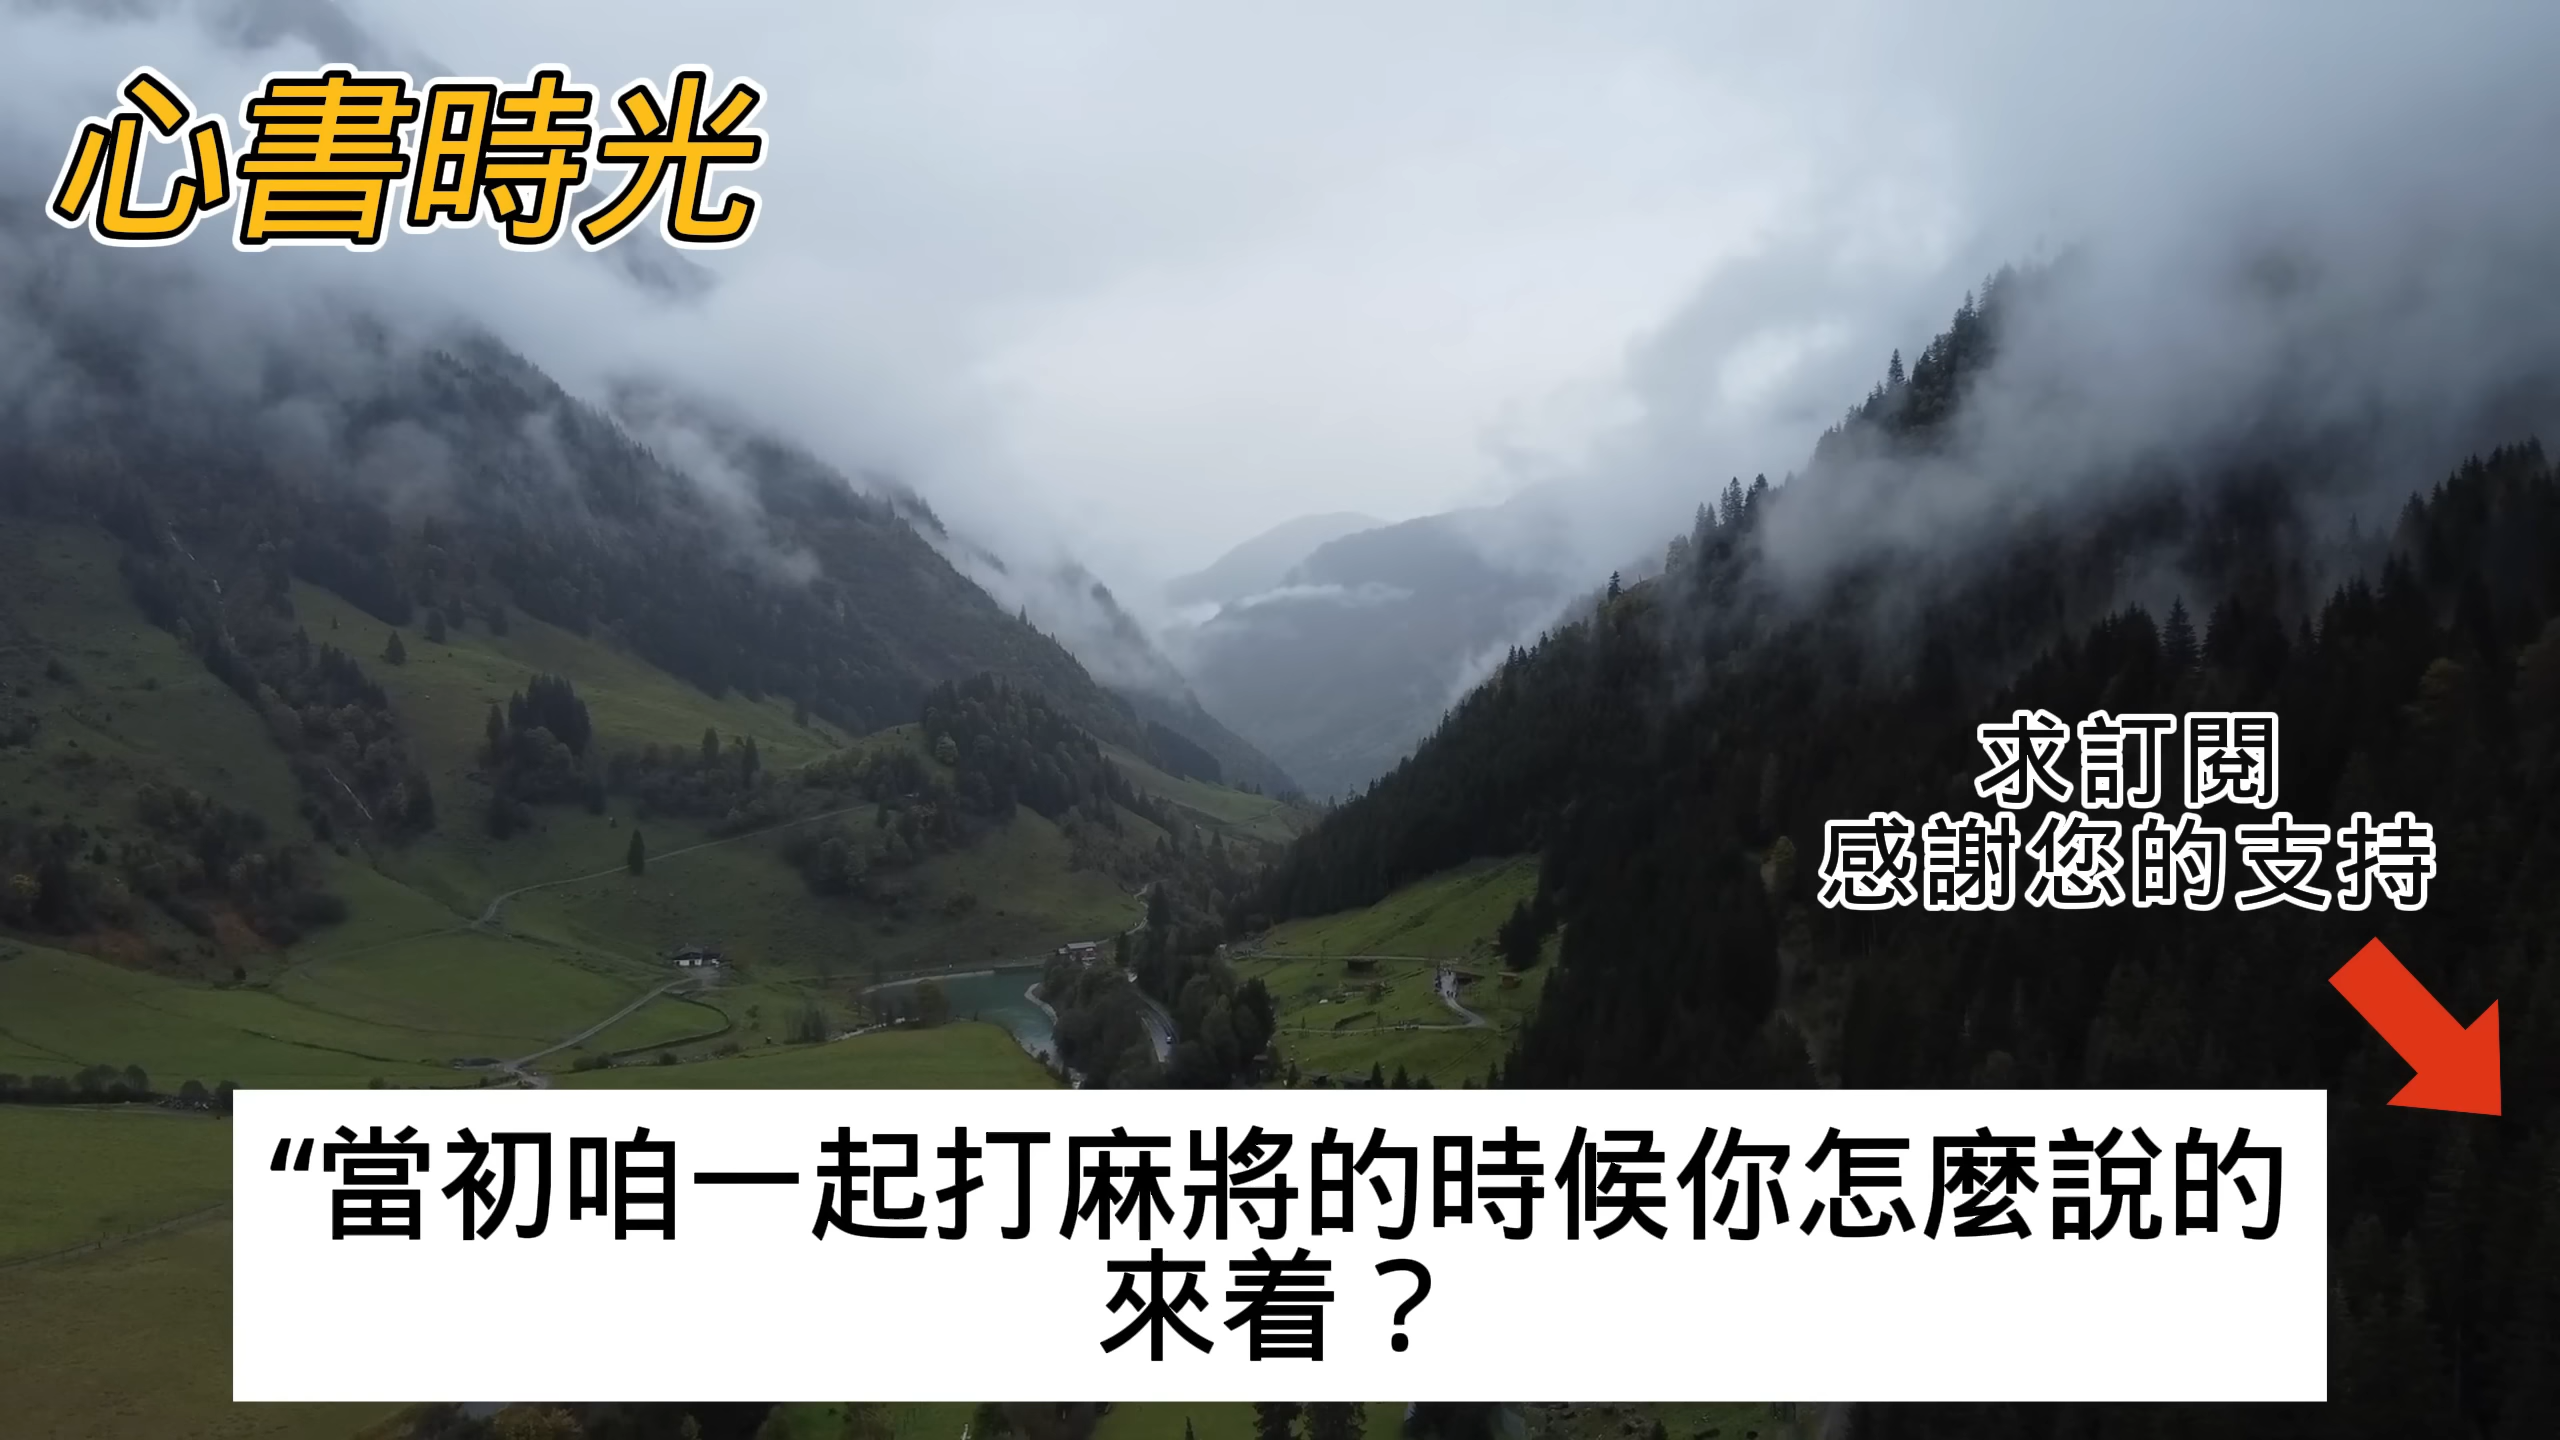 心書時光
求訂閱
感謝您的支持
“當初咱一起打麻將的時候你怎麼說的
來着？